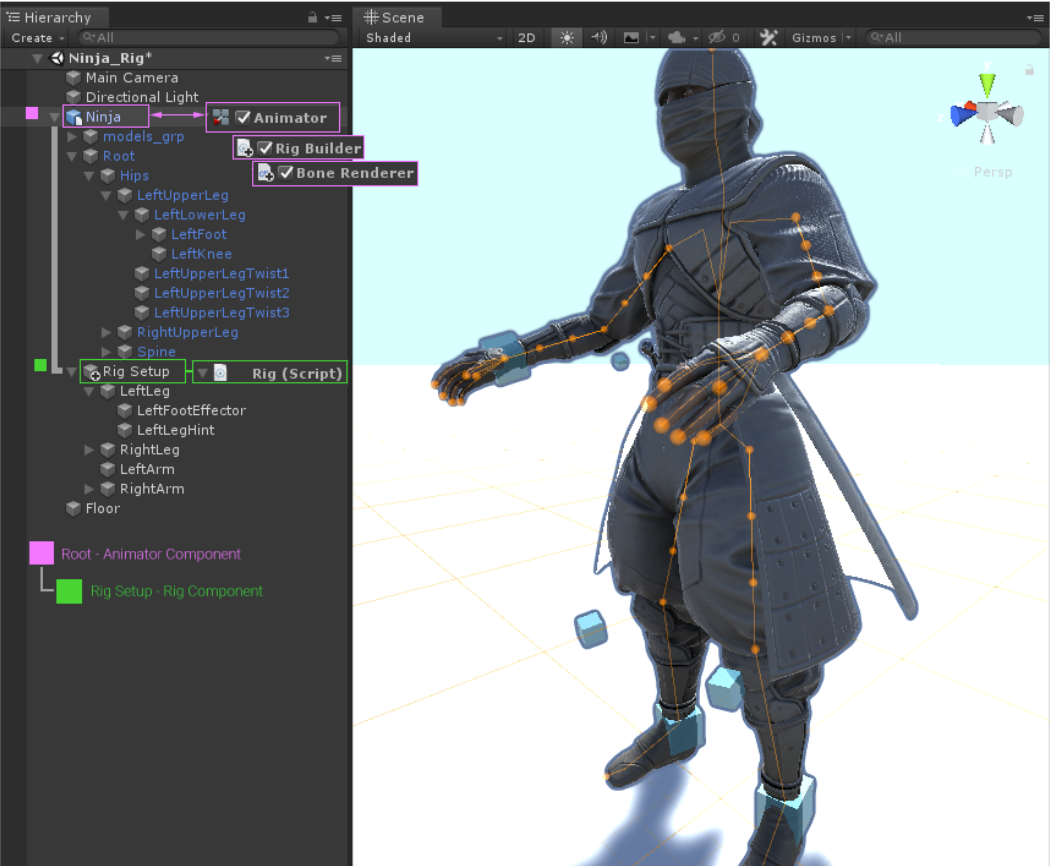 Hierarchy
Create
All
Ninja_Rig*
Main Camera
Directional Light
Ninja
Animator
models_grp
Rig Builder
Root
Bone Renderer
Hips
LeftUpperLeg
LeftLowerLeg
LeftFoot
LeftKnee
LeftUpperLegTwist1
LeftUpperLegTwist2
LeftUpperLegTwist3
RightUpperLeg
Spine
Rig Setup
Rig (Script)
LeftLeg
LeftFootEffector
LeftLegHint
RightLeg
LeftArm
RightArm
Floor
Root - Animator Component
Rig Setup - Rig Component
Scene
Shaded 2D 0 Gizmos All
y
Persp